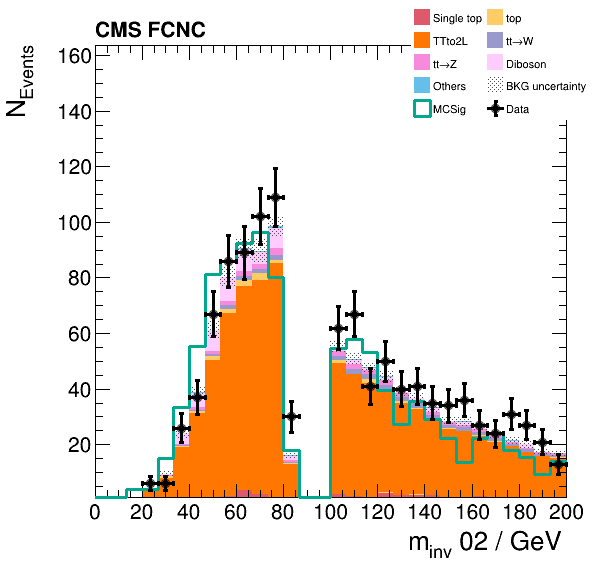 CMS FCNC
Single top
top
TTto2L
tt→W
tt→Z
Diboson
Others
BKG uncertainty
MCSig
Data
N_Events
160
140
120
100
80
60
40
20
0 20 40 60 80 100 120 140 160 180 200
m_inv 02 / GeV